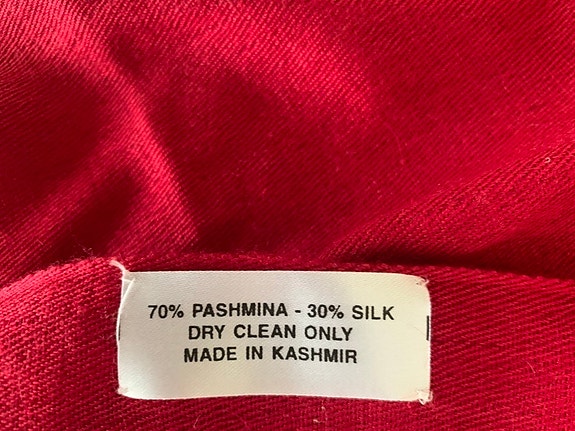 70% PASHMINA - 30% SILK
DRY CLEAN ONLY
MADE IN KASHMIR